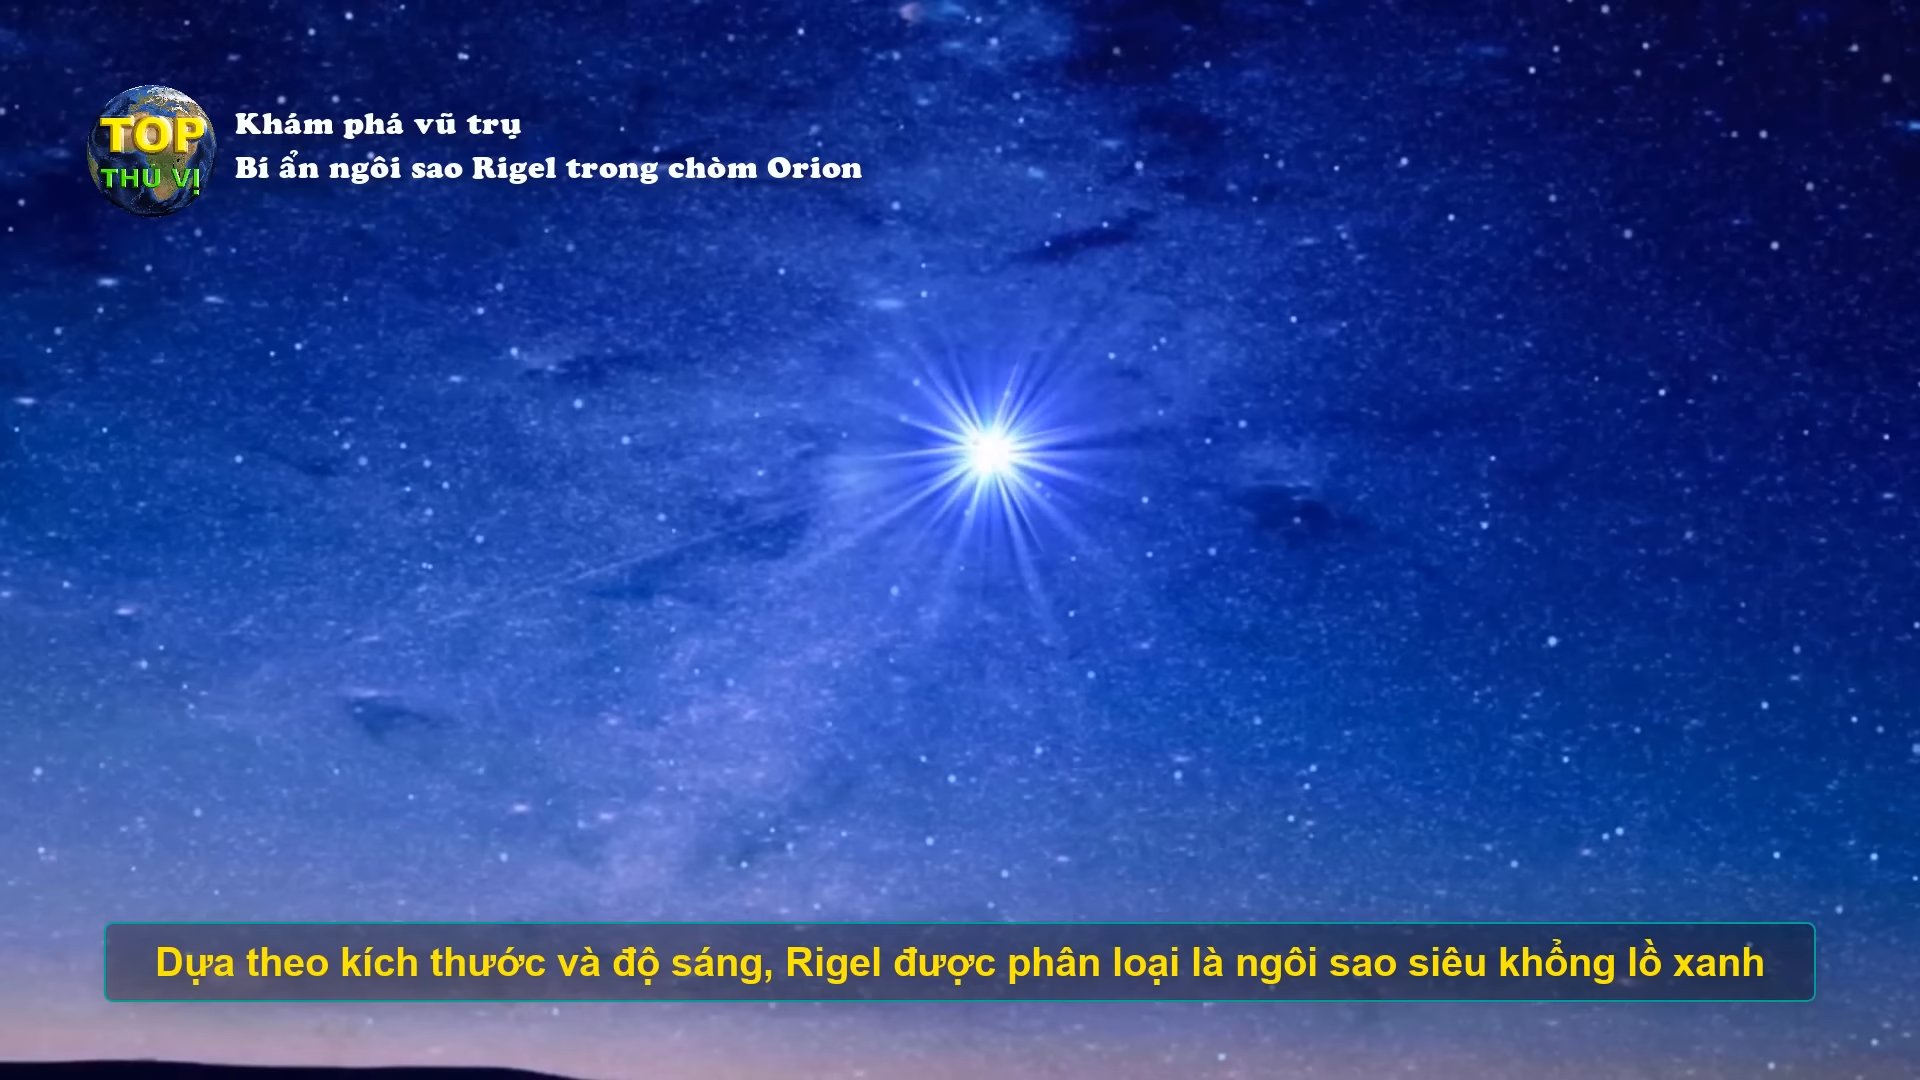 TOP
THÚ VỊ
Khám phá vũ trụ
Bí ẩn ngôi sao Rigel trong chòm Orion
Dựa theo kích thước và độ sáng, Rigel được phân loại là ngôi sao siêu khổng lồ xanh